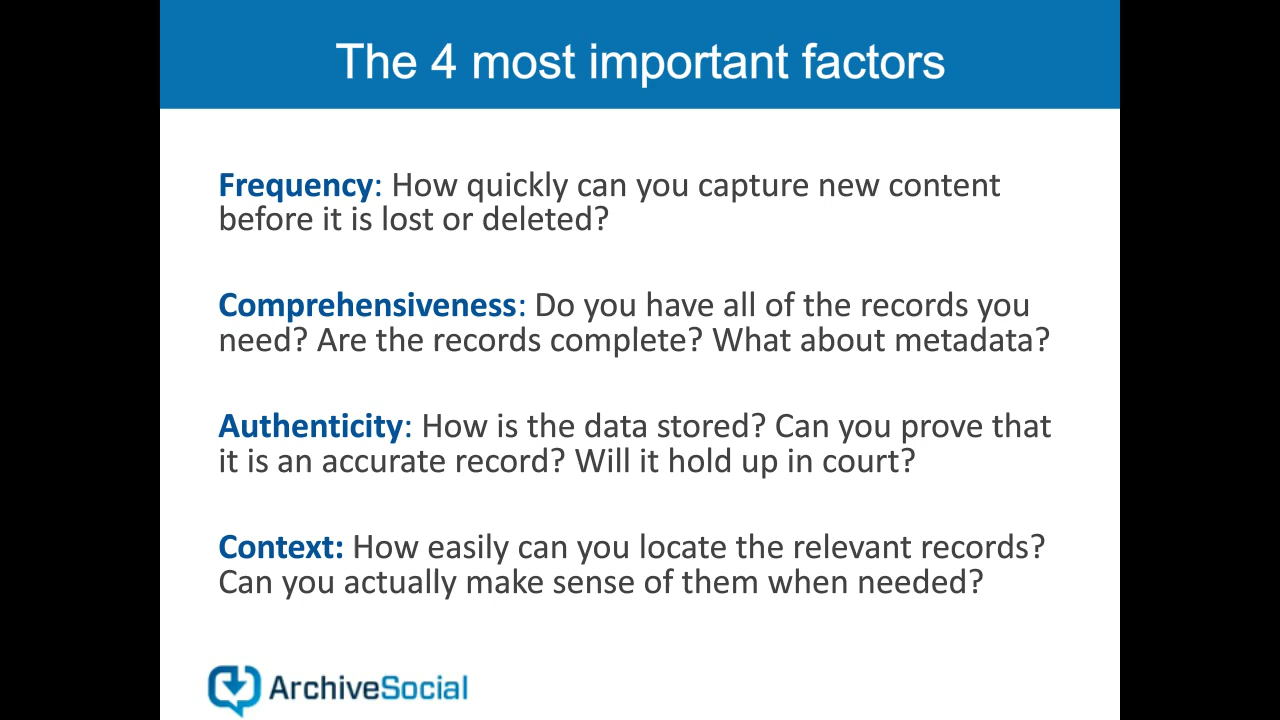 The 4 most important factors
Frequency: How quickly can you capture new content
before it is lost or deleted?
Comprehensiveness: Do you have all of the records you
need? Are the records complete? What about metadata?
Authenticity: How is the data stored? Can you prove that
it is an accurate record? Will it hold up in court?
Context: How easily can you locate the relevant records?
Can you actually make sense of them when needed?
ArchiveSocial